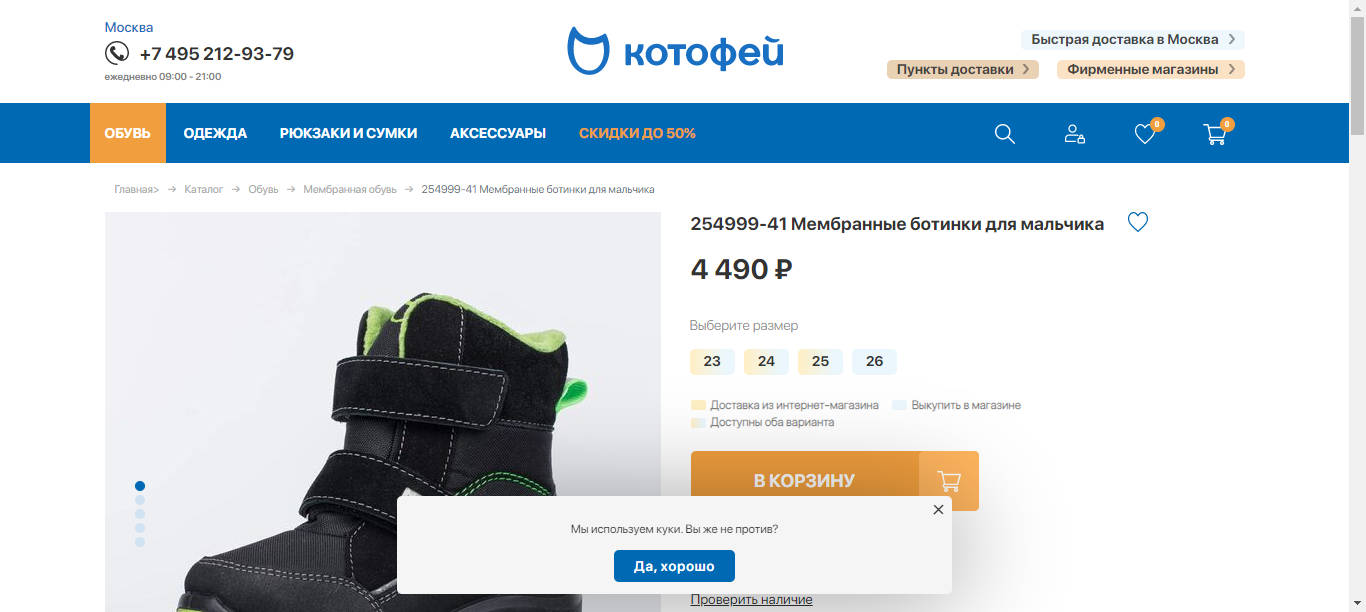 Москва
+7 495 212-93-79
ежедневно 09:00 - 21:00
котофей
Быстрая доставка в Москва
Пункты доставки
Фирменные магазины
ОБУВЬ
ОДЕЖДА
РЮКЗАКИ И СУМКИ
АКСЕССУАРЫ
СКИДКИ ДО 50%
0
0
Главная> → Каталог → Обувь → Мембранная обувь → 254999-41 Мембранные ботинки для мальчика
254999-41 Мембранные ботинки для мальчика
4 490 ₽
Выберите размер
23 24 25 26
Доставка из интернет-магазина
Выкупить в магазине
Доступны оба варианта
В КОРЗИНУ
Мы используем куки. Вы же не против?
Да, хорошо
Проверить наличие